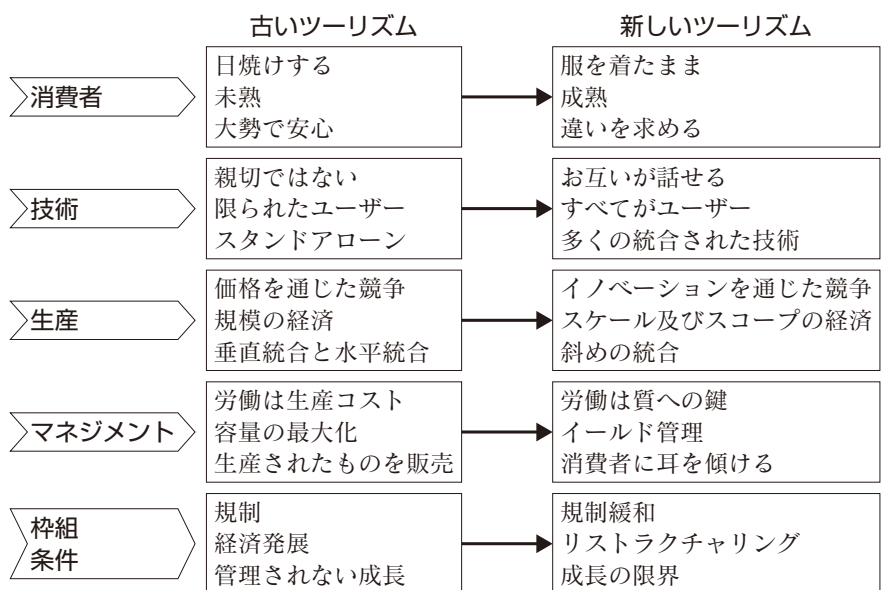 古いツーリズム
新しいツーリズム
消費者
日焼けする
未熟
大勢で安心
服を着たまま
成熟
違いを求める
技術
親切ではない
限られたユーザー
スタンドアローン
お互いが話せる
すべてがユーザー
多くの統合された技術
生産
価格を通じた競争
規模の経済
垂直統合と水平統合
イノベーションを通じた競争
スケール及びスコープの経済
斜めの統合
マネジメント
労働は生産コスト
容量の最大化
生産されたものを販売
労働は質への鍵
イールド管理
消費者に耳を傾ける
枠組
条件
規制
経済発展
管理されない成長
規制緩和
リストラクチャリング
成長の限界